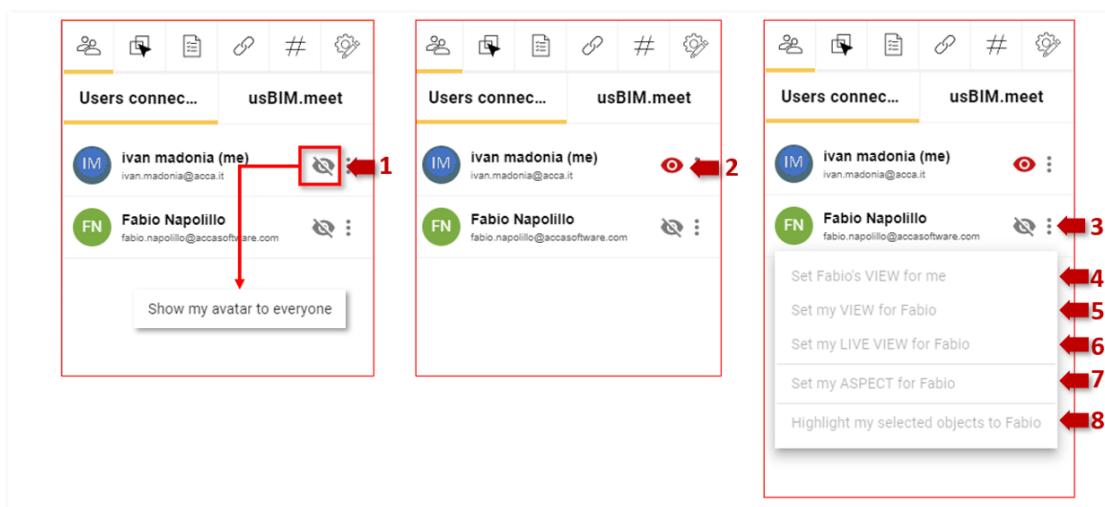 Users connec... usBIM.meet
IM
ivan madonia (me)
ivan.madonia@acca.it
1
FN
Fabio Napolillo
fabio.napolillo@accasoftware.com
Show my avatar to everyone
Users connec... usBIM.meet
IM
ivan madonia (me)
ivan.madonia@acca.it
2
FN
Fabio Napolillo
fabio.napolillo@accasoftware.com
Users connec... usBIM.meet
IM
ivan madonia (me)
ivan.madonia@acca.it
FN
Fabio Napolillo
fabio.napolillo@accasoftware.com
3
Set Fabio's VIEW for me
4
Set my VIEW for Fabio
5
Set my LIVE VIEW for Fabio
6
Set my ASPECT for Fabio
7
Highlight my selected objects to Fabio
8